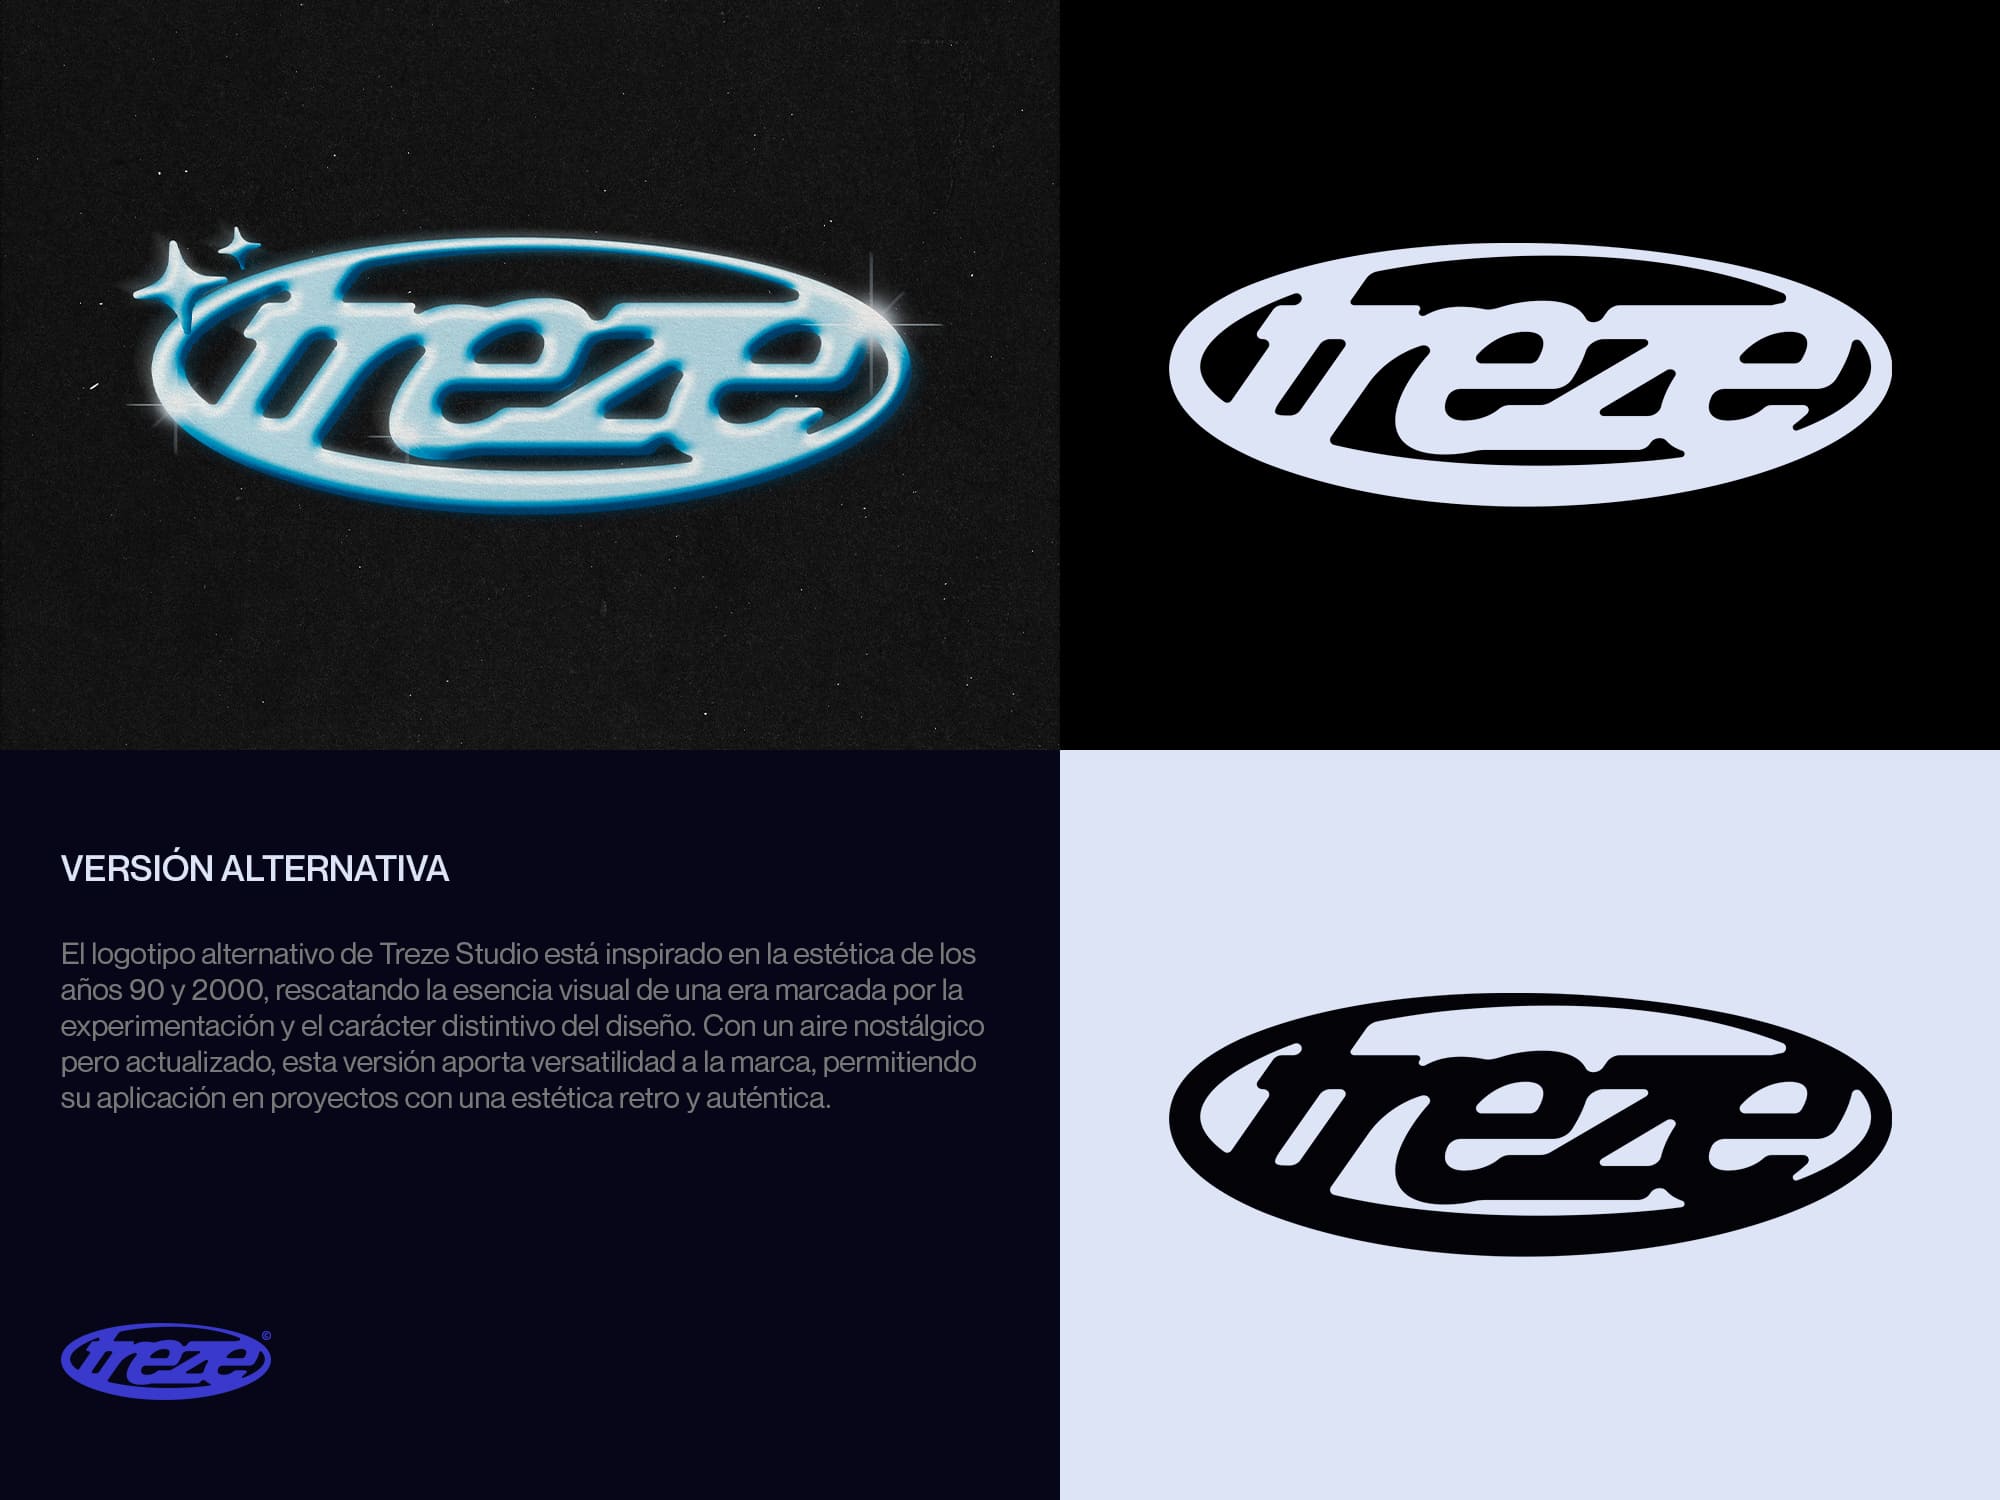 treze
treze
VERSIÓN ALTERNATIVA
El logotipo alternativo de Treze Studio está inspirado en la estética de los
años 90 y 2000, rescatando la esencia visual de una era marcada por la
experimentación y el carácter distintivo del diseño. Con un aire nostálgico
pero actualizado, esta versión aporta versatilidad a la marca, permitiendo
su aplicación en proyectos con una estética retro y auténtica.
treze ©
treze